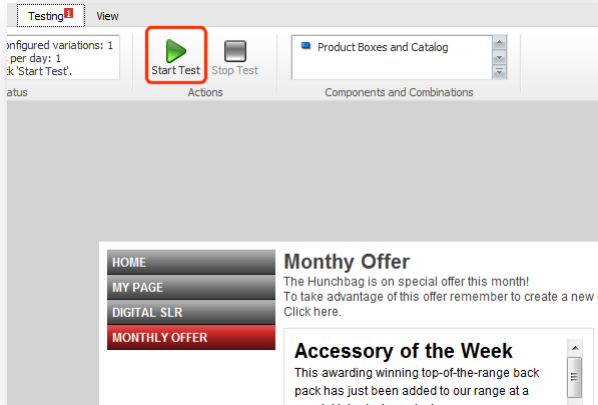 Testing 1 View
onfigured variations: 1
per day: 1
ck 'Start Test'.
Start Test Stop Test
Product Boxes and Catalog
atus Actions Components and Combinations
HOME
MY PAGE
DIGITAL SLR
MONTHLY OFFER
Monthy Offer
The Hunchbag is on special offer this month!
To take advantage of this offer remember to create a new
Click here.
Accessory of the Week
This awarding winning top-of-the-range back
pack has just been added to our range at a